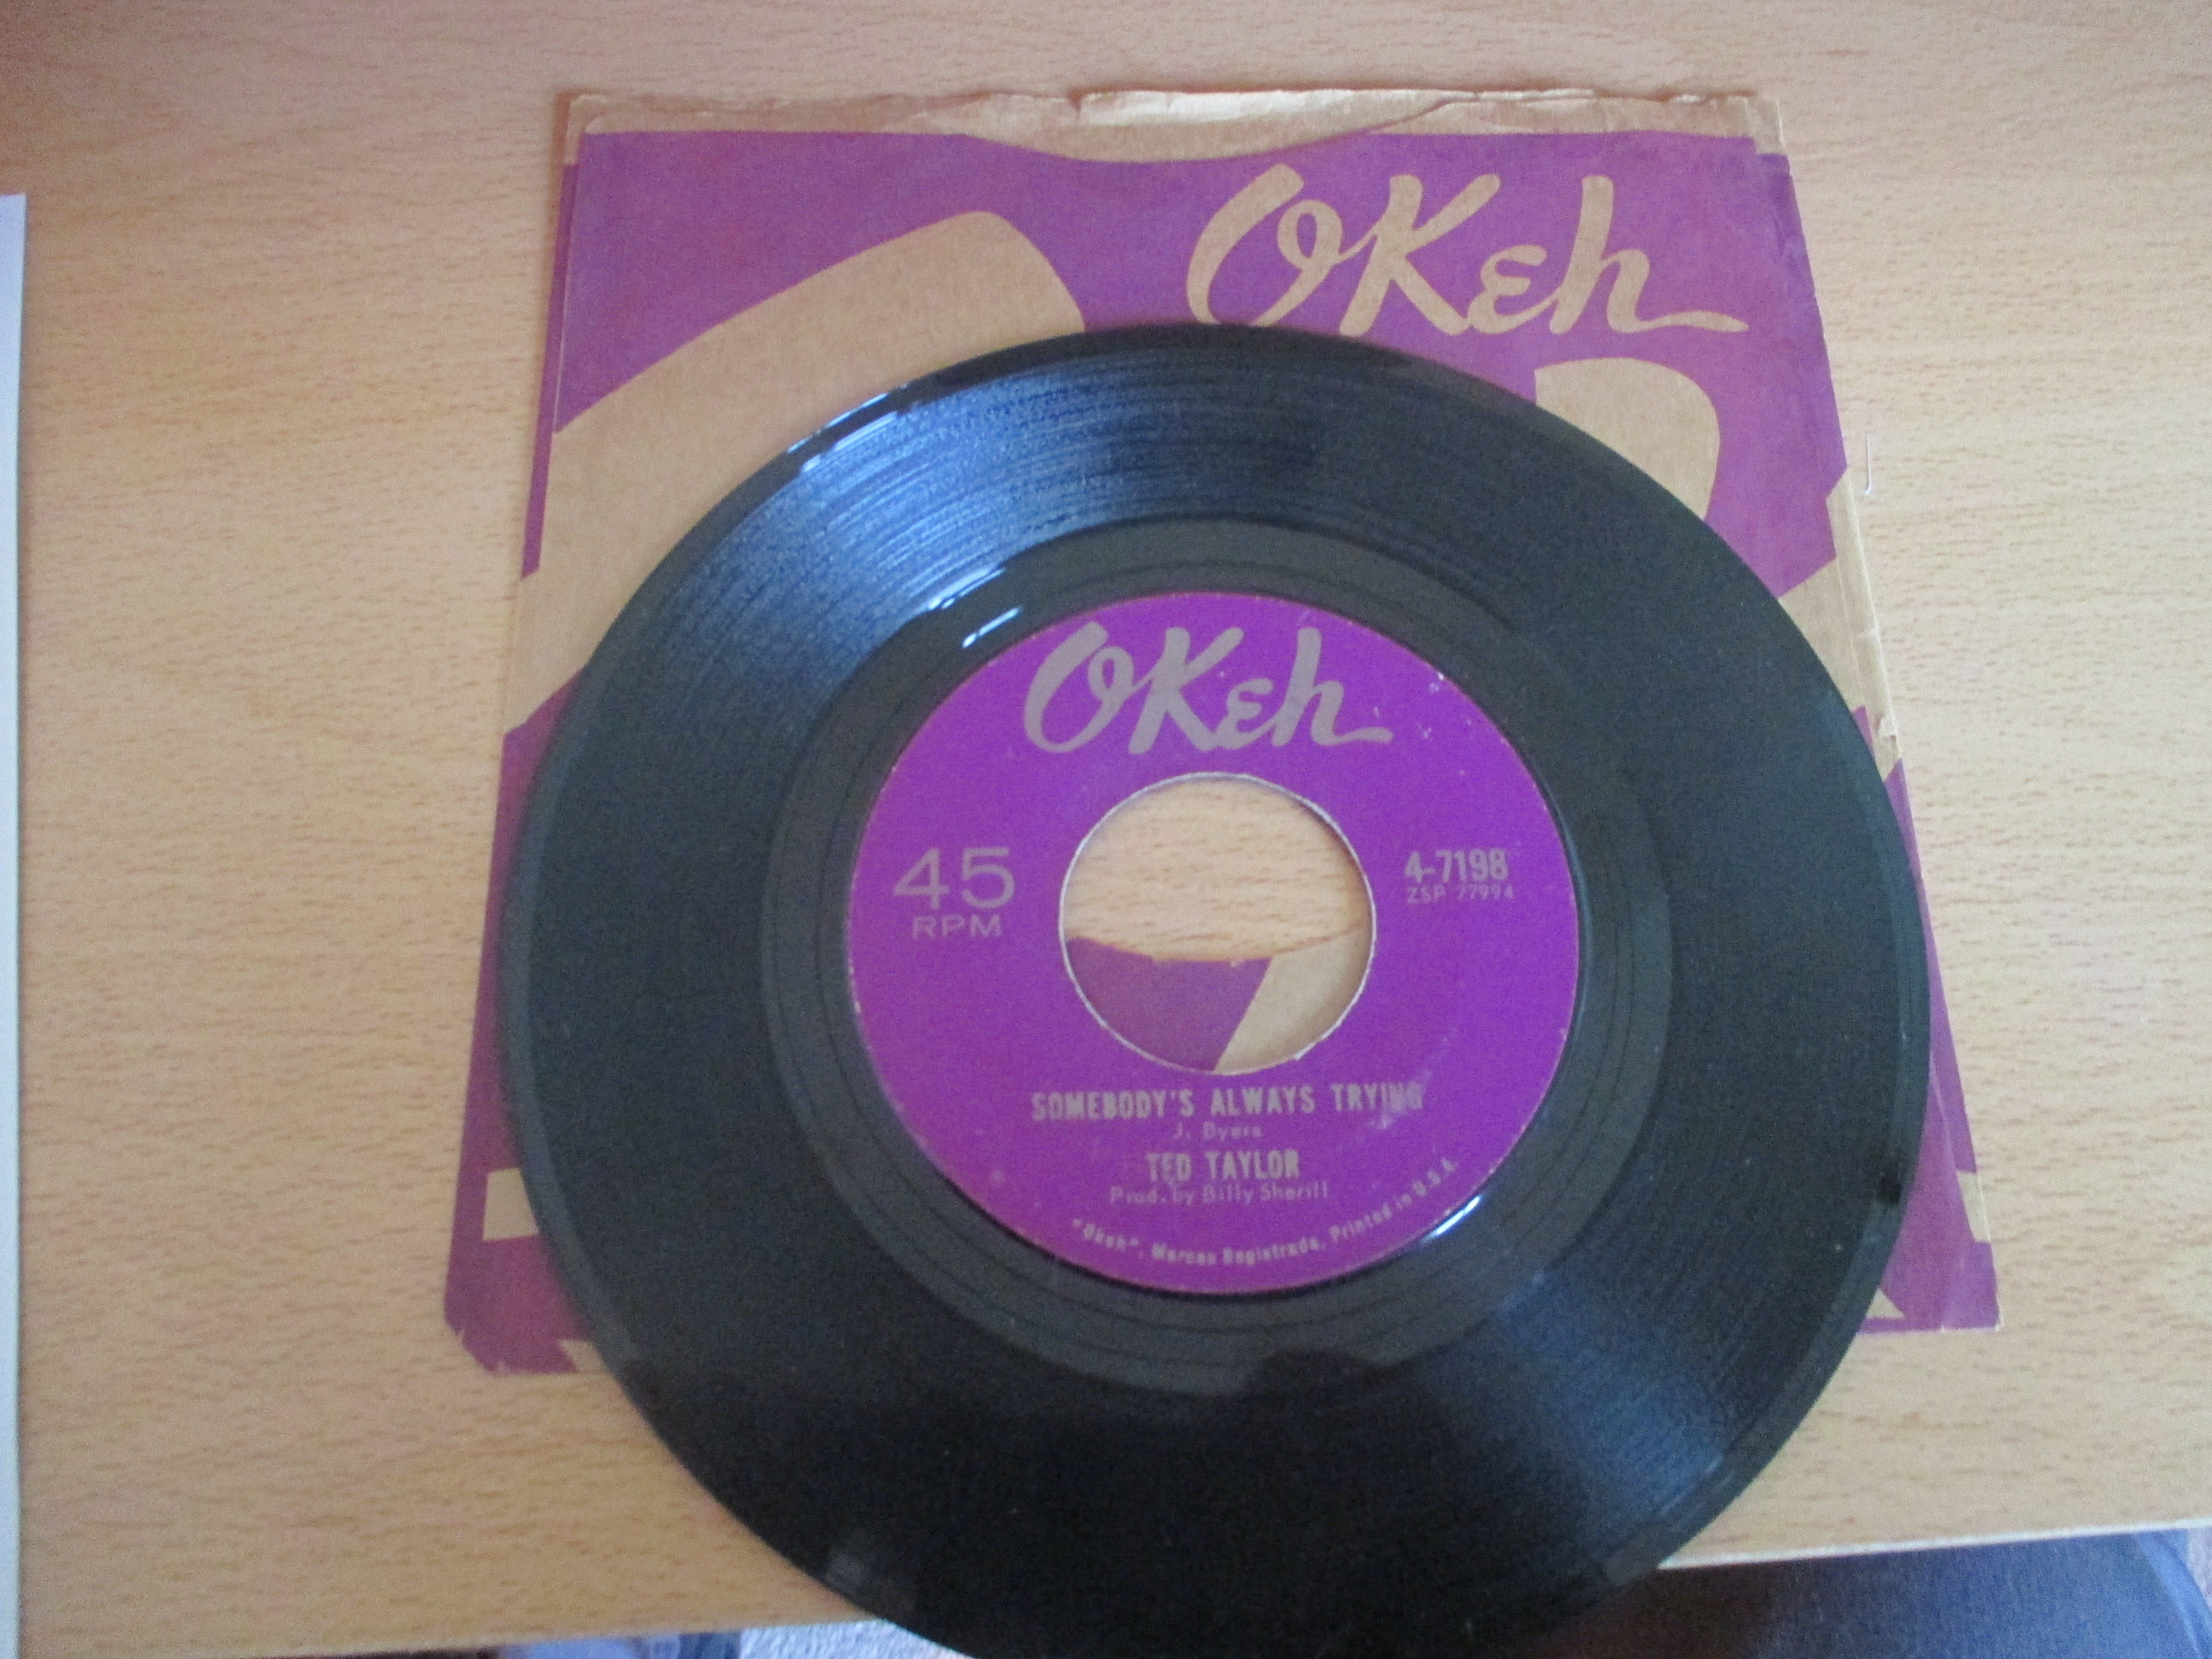 OKeh
OKeh
45
RPM
4-7198
ZSP 77994
SOMEBODY'S ALWAYS TRYING
J. Byers
TED TAYLOR
Prod. by Billy Sherill
"Okeh", Marcas Registrada. Printed in U.S.A.